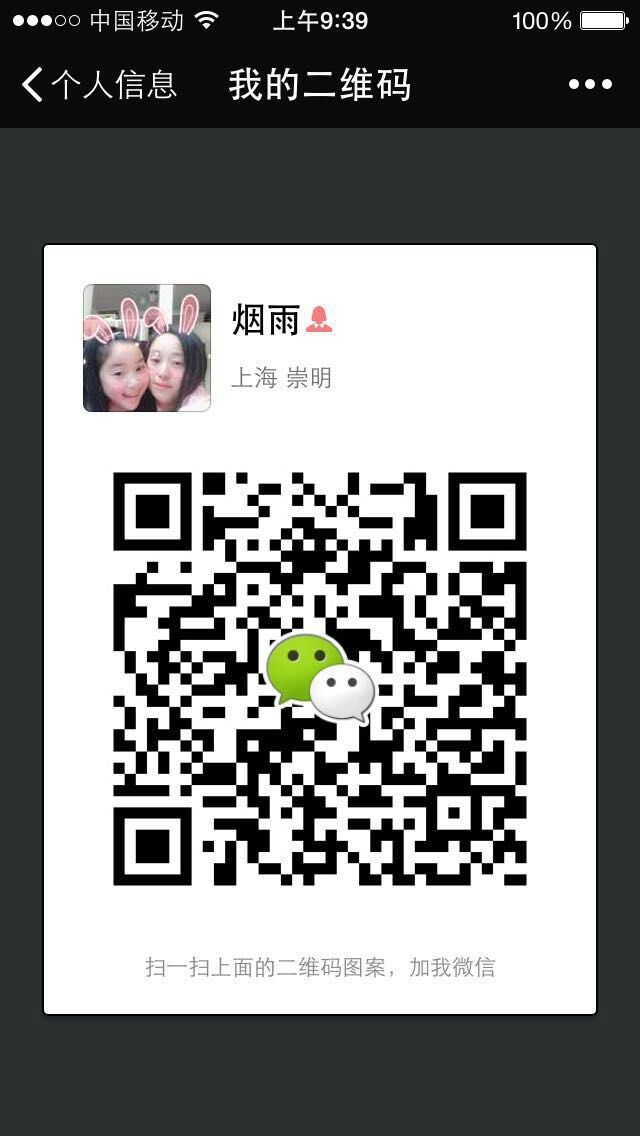 中国移动 上午9:39 100%
个人信息 我的二维码
烟雨
上海 崇明
扫一扫上面的二维码图案，加我微信